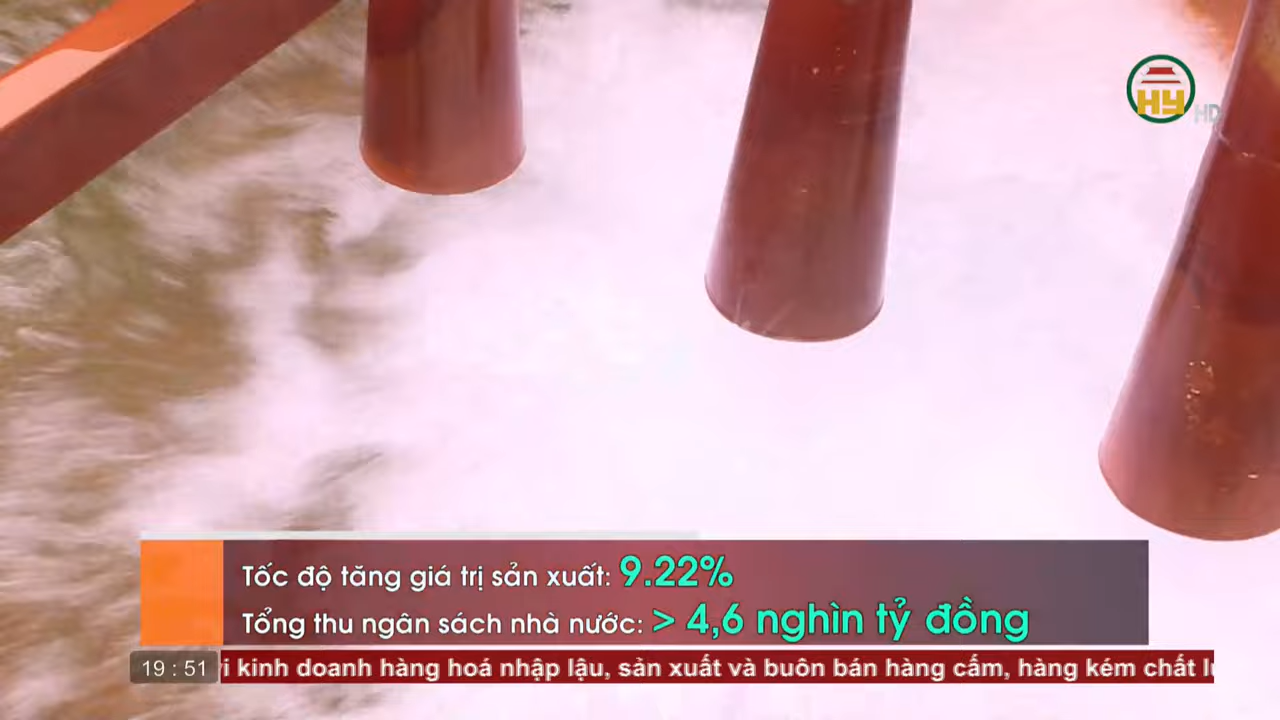 HY
HD
Tốc độ tăng giá trị sản xuất: 9.22%
Tổng thu ngân sách nhà nước: > 4,6 nghìn tỷ đồng
19 : 51
kinh doanh hàng hoá nhập lậu, sản xuất và buôn bán hàng cấm, hàng kém chất